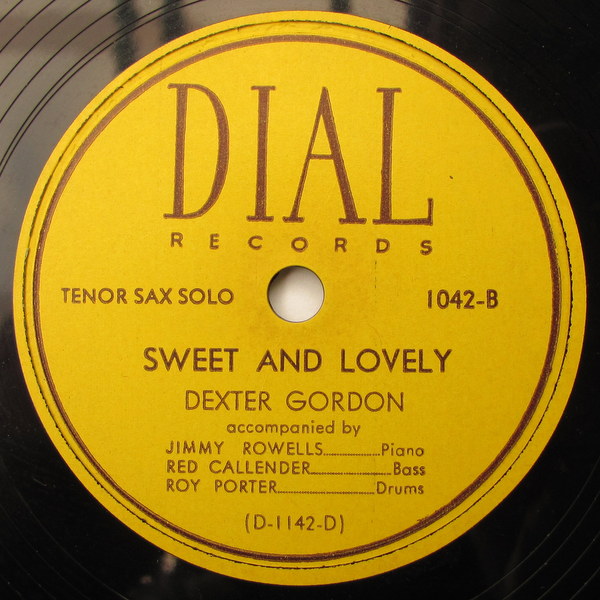 DIAL
RECORDS
TENOR SAX SOLO 1042-B
SWEET AND LOVELY
DEXTER GORDON
accompanied by
JIMMY ROWELLS................Piano
RED CALLENDER.......................Bass
ROY PORTER............................Drums
(D-1142-D)